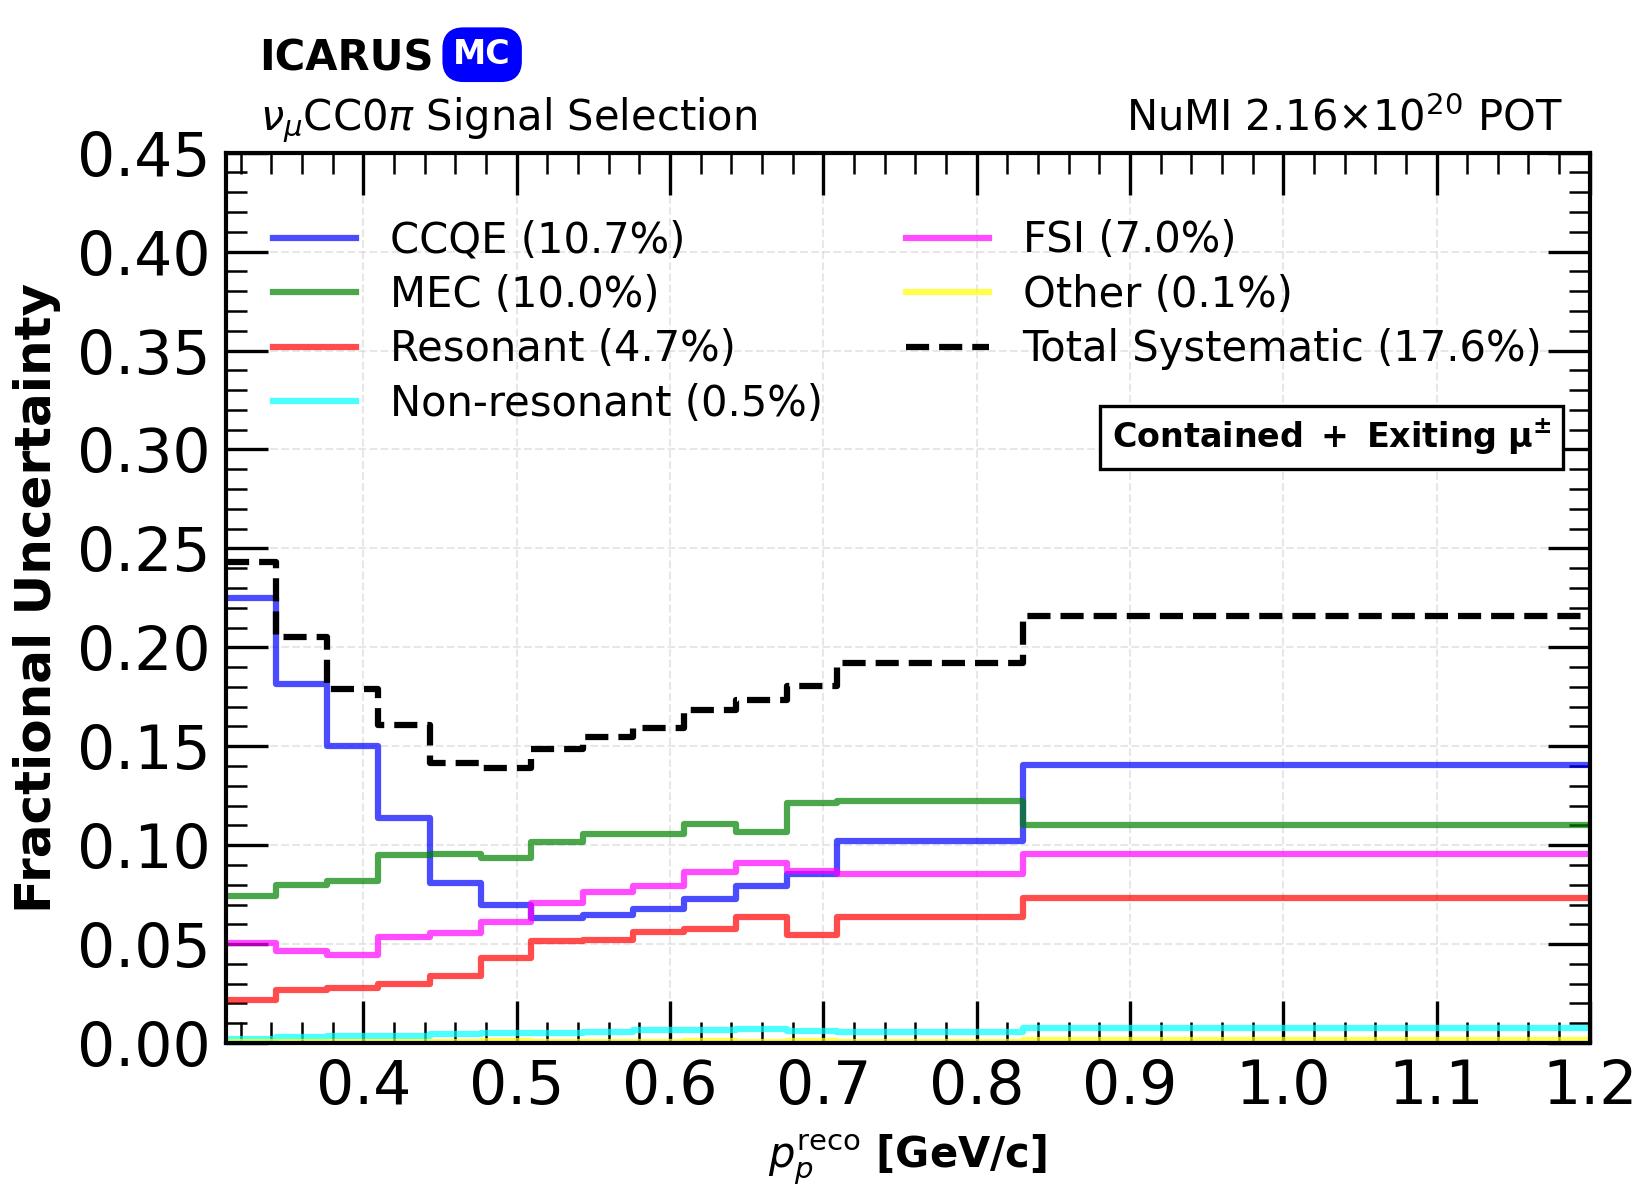 ICARUS MC
νμCC0π Signal Selection NuMI 2.16×10²⁰ POT
0.45
0.40
0.35
0.30
0.25
0.20
0.15
0.10
0.05
0.00
Fractional Uncertainty
CCQE (10.7%)
MEC (10.0%)
Resonant (4.7%)
Non-resonant (0.5%)
FSI (7.0%)
Other (0.1%)
Total Systematic (17.6%)
Contained + Exiting μ±
0.4 0.5 0.6 0.7 0.8 0.9 1.0 1.1 1.2
p_p^reco [GeV/c]